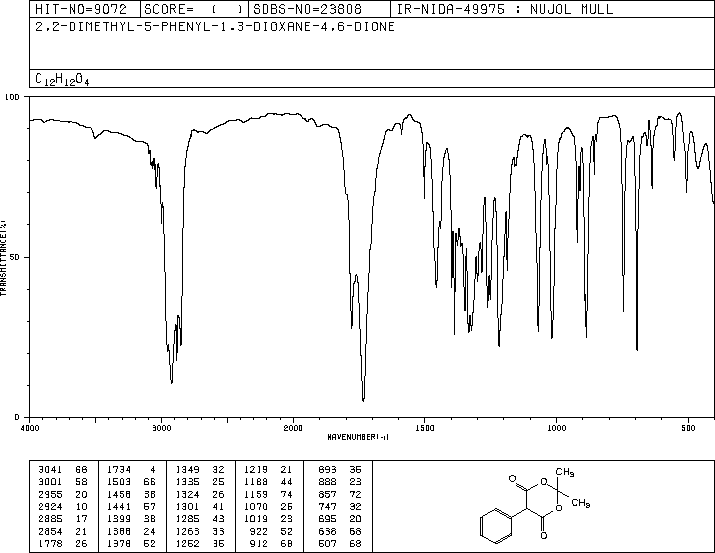 HIT-NO=9072 SCORE= ( ) SDBS-NO=23808 IR-NIDA-49975 : NUJOL MULL
2,2-DIMETHYL-5-PHENYL-1,3-DIOXANE-4,6-DIONE
C12H12O4
100
50
0
TRANSMITTANCE(%)
4000 3000 2000 1500 1000 500
WAVENUMBER(-1)
3041 66 1734 4 1349 32 1219 21 893 35
3001 58 1503 66 1335 25 1188 44 888 23
2955 20 1458 38 1324 26 1159 74 857 72
2924 10 1441 57 1301 41 1070 25 747 32
2885 17 1399 38 1285 43 1019 23 695 20
2854 21 1388 24 1263 33 922 52 638 68
1778 26 1378 52 1252 35 912 68 507 68
O O CH3
CH3
O
O